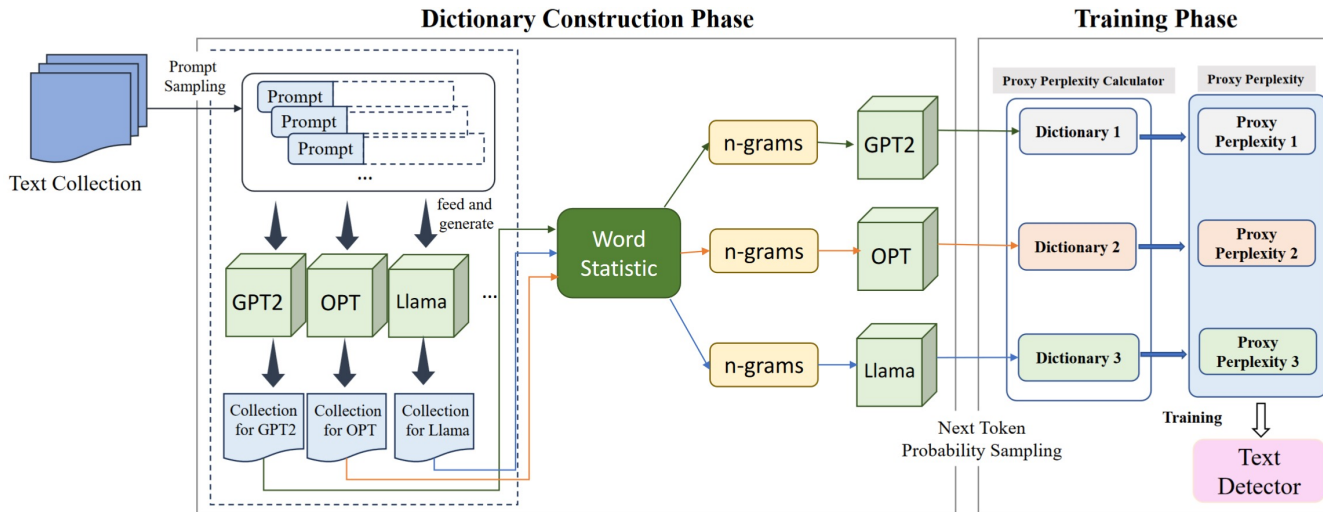 Dictionary Construction Phase
Training Phase
Prompt
Sampling
Text Collection
Prompt
Prompt
Prompt
...
feed and
generate
GPT2
OPT
Llama
...
Collection
for GPT2
Collection
for OPT
Collection
for Llama
Word
Statistic
n-grams
GPT2
n-grams
OPT
n-grams
Llama
Next Token
Probability Sampling
Proxy Perplexity Calculator
Proxy Perplexity
Dictionary 1
Proxy
Perplexity 1
Dictionary 2
Proxy
Perplexity 2
Dictionary 3
Proxy
Perplexity 3
Training
Text
Detector